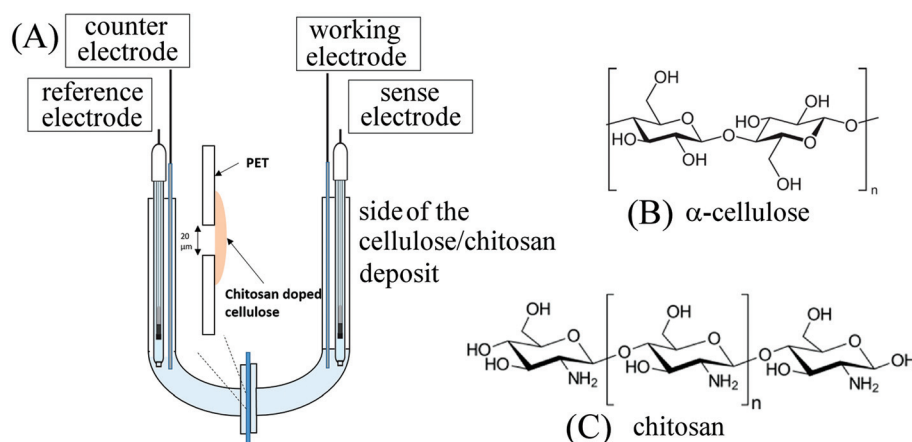 (A)
counter
electrode
working
electrode
reference
electrode
sense
electrode
PET
20
μm
Chitosan doped
cellulose
side of the
cellulose/chitosan
deposit
OH
O
HO
OH
O
HO
OH
O
O
OH
n
(B) α-cellulose
OH
HO
HO
O
NH2
O
OH
HO
O
NH2
n
O
OH
HO
O
NH2
OH
(C) chitosan